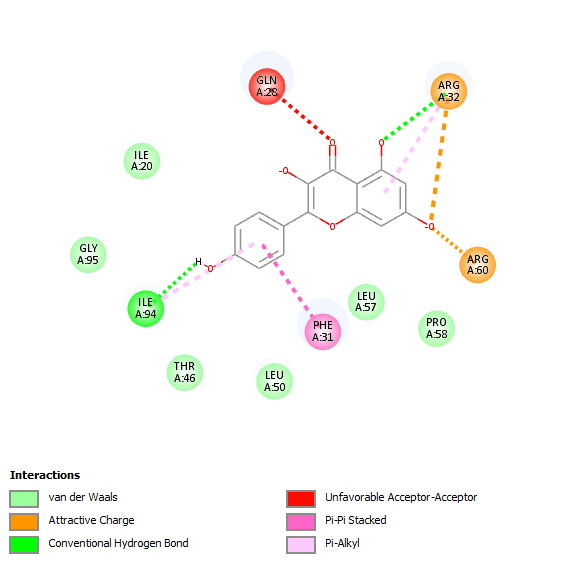 GLN
A:28
ARG
A:32
O
O
-O
ILE
A:20
O
-O
H
O
GLY
A:95
ARG
A:60
ILE
A:94
LEU
A:57
PHE
A:31
PRO
A:58
THR
A:46
LEU
A:50
Interactions
van der Waals
Unfavorable Acceptor-Acceptor
Attractive Charge
Pi-Pi Stacked
Conventional Hydrogen Bond
Pi-Alkyl